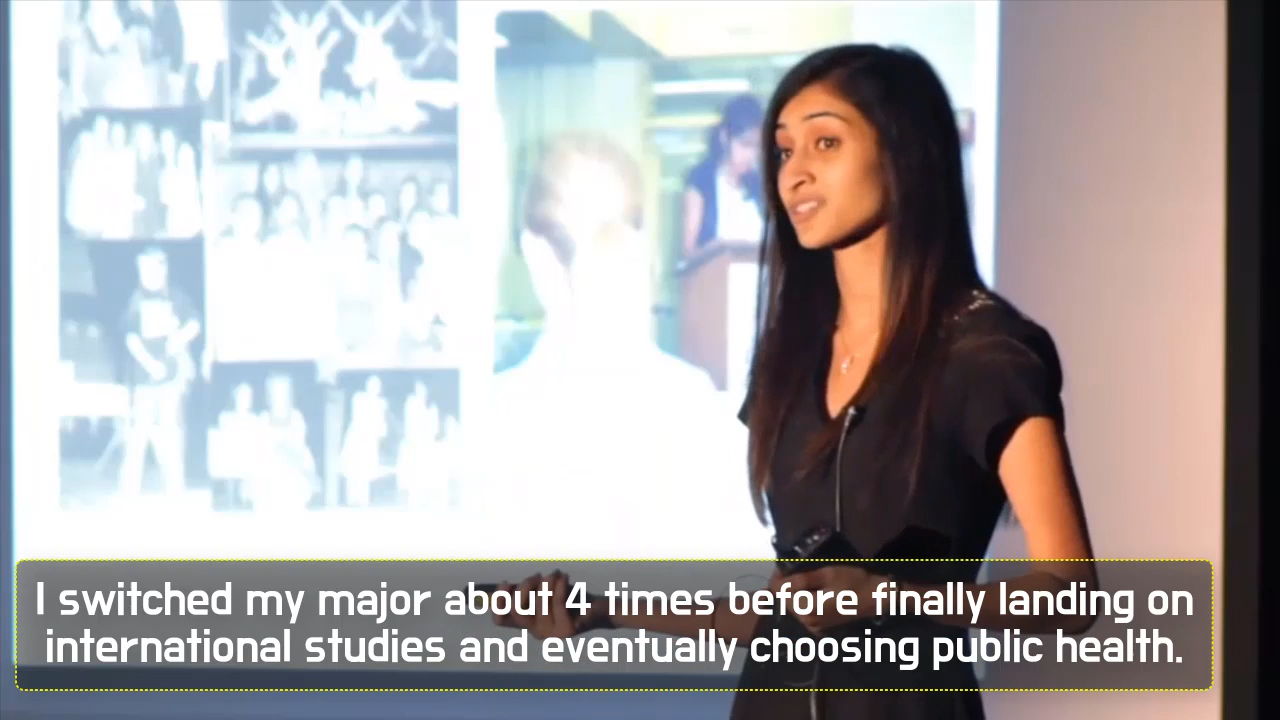 I switched my major about 4 times before finally landing on
international studies and eventually choosing public health.